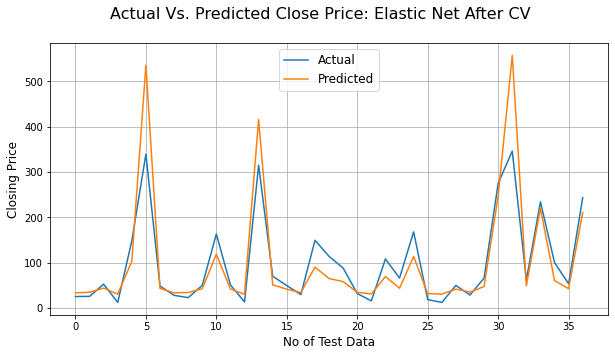 Actual Vs. Predicted Close Price: Elastic Net After CV
Actual
Predicted
Closing Price
500
400
300
200
100
0
0 5 10 15 20 25 30 35
No of Test Data